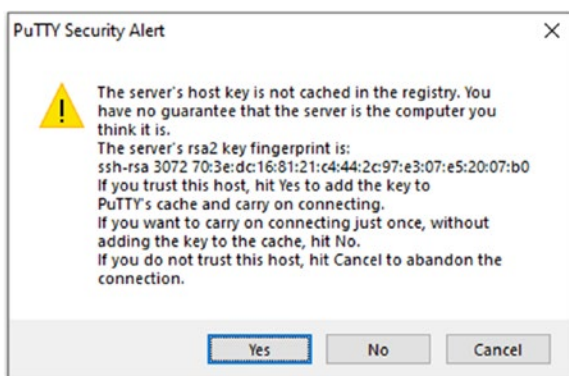 PuTTY Security Alert
The server's host key is not cached in the registry. You
have no guarantee that the server is the computer you
think it is.
The server's rsa2 key fingerprint is:
ssh-rsa 3072 70:3e:dc:16:81:21:c4:44:2c:97:e3:07:e5:20:07:b0
If you trust this host, hit Yes to add the key to
PuTTY's cache and carry on connecting.
If you want to carry on connecting just once, without
adding the key to the cache, hit No.
If you do not trust this host, hit Cancel to abandon the
connection.
Yes No Cancel